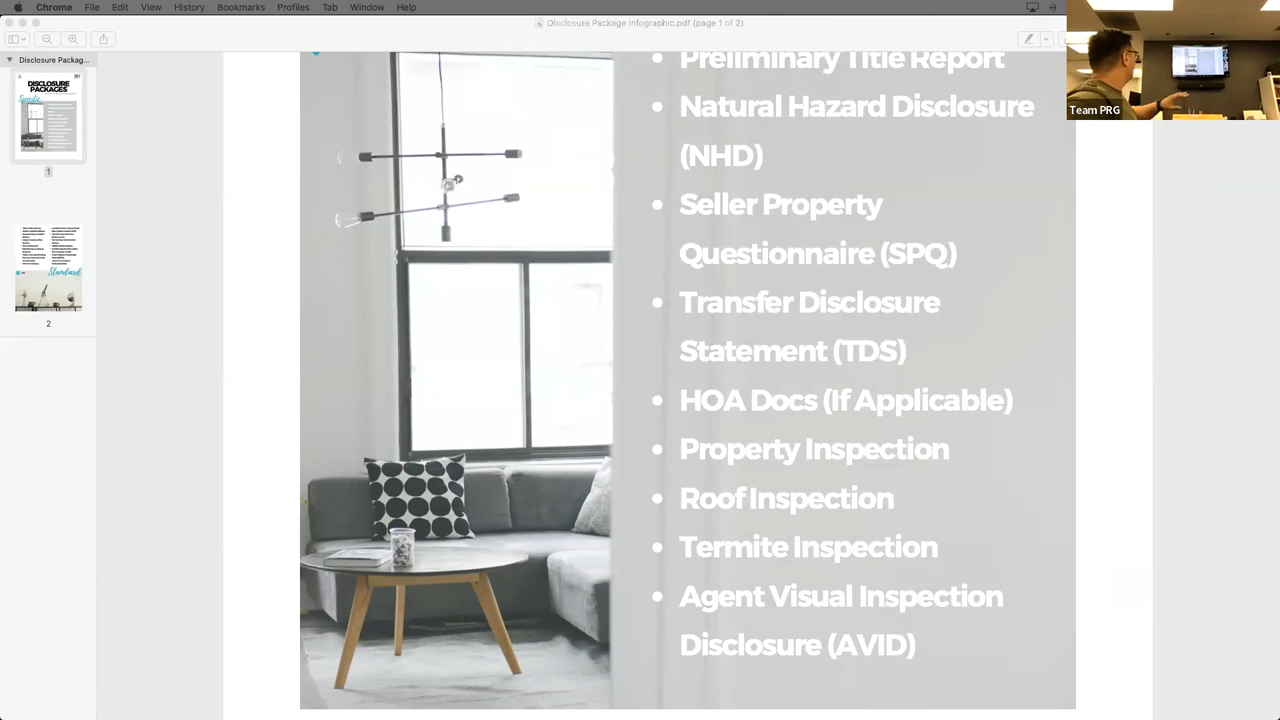 Chrome File Edit View History Bookmarks Profiles Tab Window Help
Disclosure Package Infographic.pdf (page 1 of 2)
Disclosure Packag...
DISCLOSURE
PACKAGES
Specific
1
Standard
2
• Preliminary Title Report
• Natural Hazard Disclosure
(NHD)
• Seller Property
Questionnaire (SPQ)
• Transfer Disclosure
Statement (TDS)
• HOA Docs (If Applicable)
• Property Inspection
• Roof Inspection
• Termite Inspection
• Agent Visual Inspection
Disclosure (AVID)
Team PRG